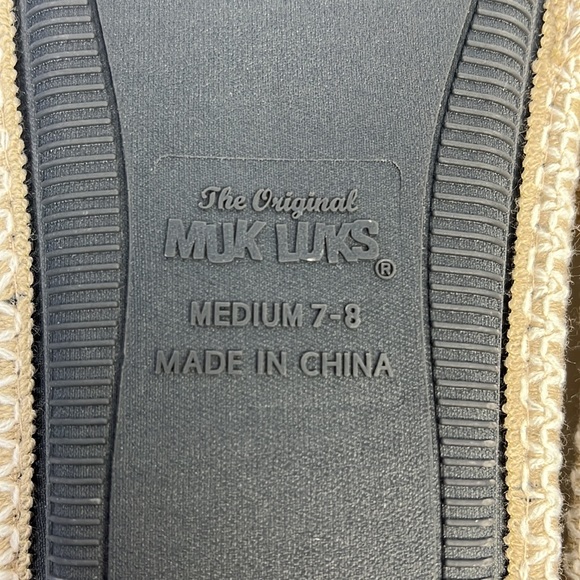 The Original
MUK LUKS®
MEDIUM 7-8
MADE IN CHINA